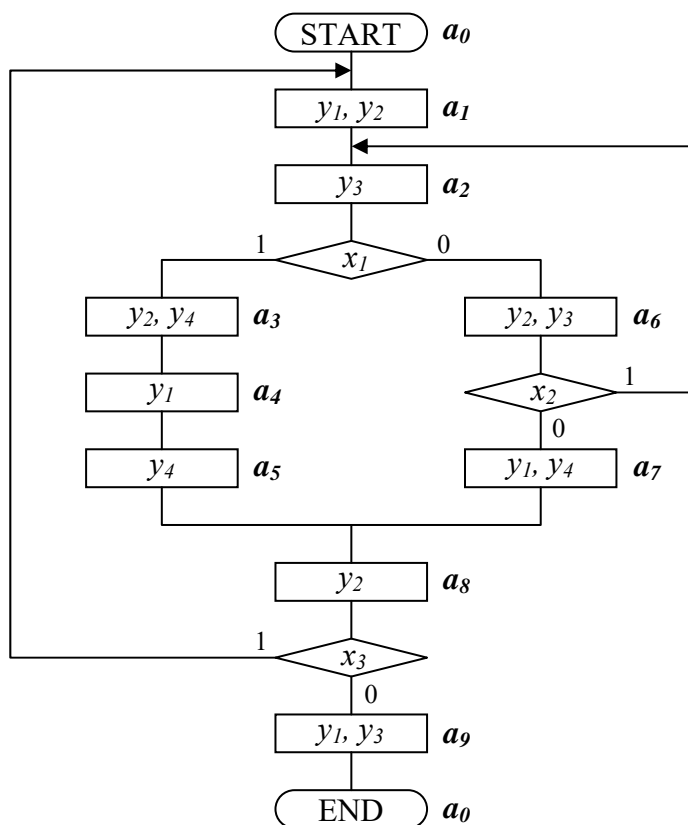 START a0
y1, y2 a1
y3 a2
1 x1 0
y2, y4 a3 y2, y3 a6
y1 a4 x2 1
0
y4 a5 y1, y4 a7
y2 a8
1 x3
0
y1, y3 a9
END a0